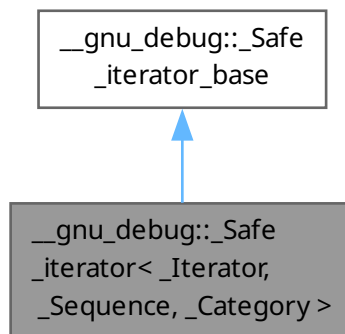 __gnu_debug::_Safe
_iterator_base
__gnu_debug::_Safe
_iterator< _Iterator,
_Sequence, _Category >